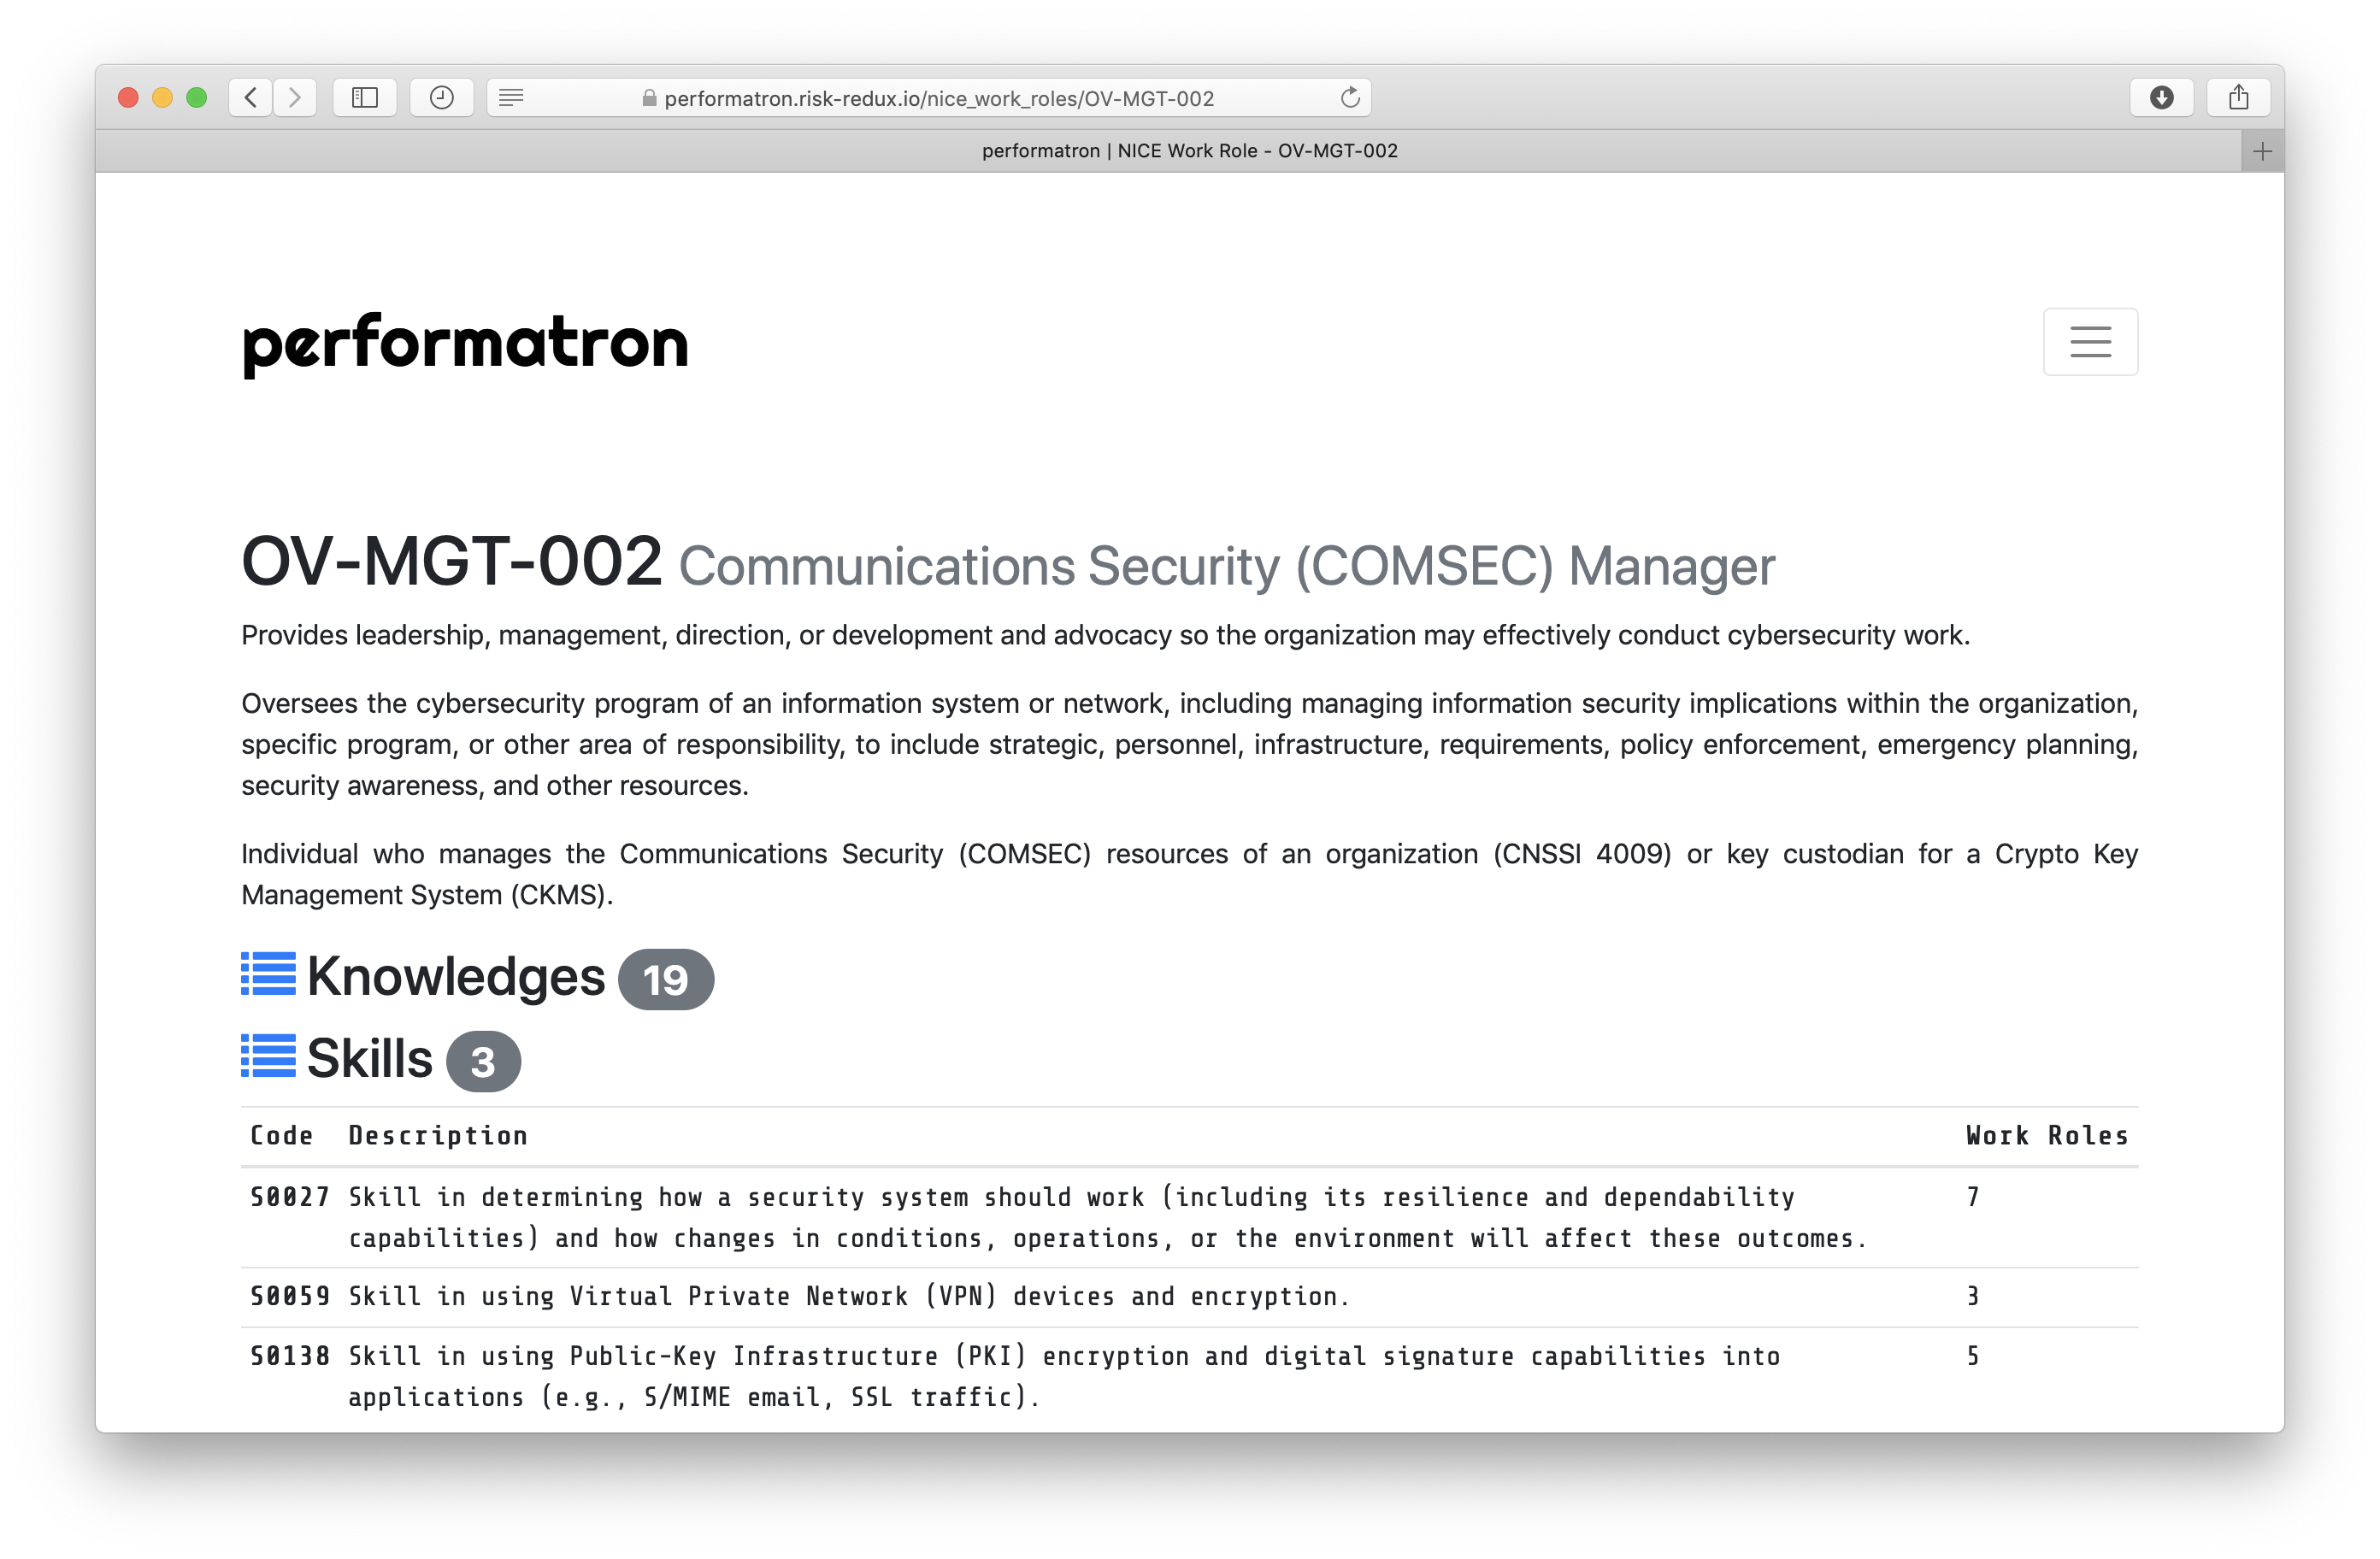 performatron.risk-redux.io/nice_work_roles/OV-MGT-002
performatron | NICE Work Role - OV-MGT-002
performatron
OV-MGT-002 Communications Security (COMSEC) Manager
Provides leadership, management, direction, or development and advocacy so the organization may effectively conduct cybersecurity work.
Oversees the cybersecurity program of an information system or network, including managing information security implications within the organization,
specific program, or other area of responsibility, to include strategic, personnel, infrastructure, requirements, policy enforcement, emergency planning,
security awareness, and other resources.
Individual who manages the Communications Security (COMSEC) resources of an organization (CNSSI 4009) or key custodian for a Crypto Key
Management System (CKMS).
Knowledges 19
Skills 3
Code Description Work Roles
S0027 Skill in determining how a security system should work (including its resilience and dependability 7
capabilities) and how changes in conditions, operations, or the environment will affect these outcomes.
S0059 Skill in using Virtual Private Network (VPN) devices and encryption. 3
S0138 Skill in using Public-Key Infrastructure (PKI) encryption and digital signature capabilities into 5
applications (e.g., S/MIME email, SSL traffic).